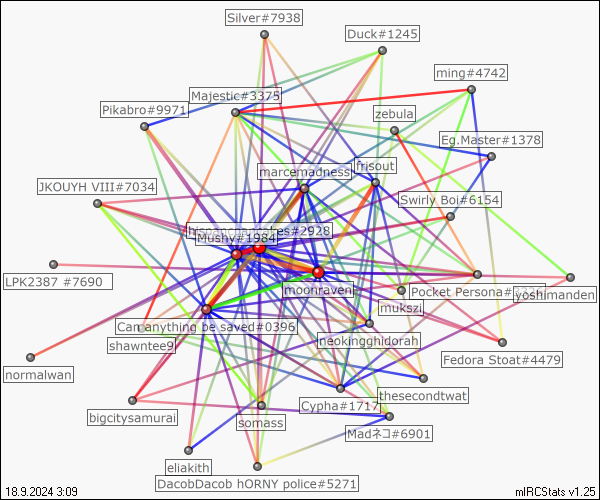 Silver#7938
Duck#1245
ming#4742
Majestic#3375
Pikabro#9971
zebula
Eg.Master#1378
marcemadness
frisout
JKOUYH VIII#7034
Swirly Boi#6154
Mushy#1984
es#2928
LPK2387 #7690
moonraven
Pocket Persona#
yoshimanden
mukszi
Can anything be saved#0396
shawntee9
neokingghidorah
Fedora Stoat#4479
normalwan
thesecondtwat
bigcitysamurai
Cypha#1717
somass
Madネコ#6901
eliakith
DacobDacob hORNY police#5271
18.9.2024 3:09
mIRCStats v1.25